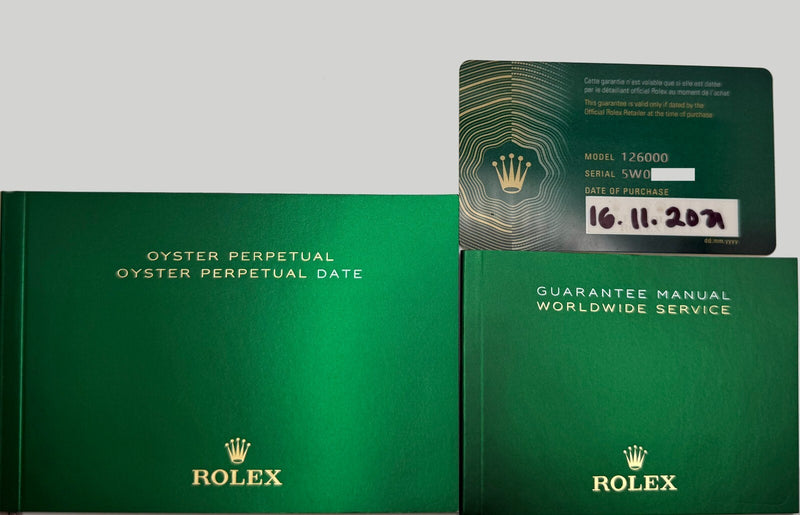 Cette garantie n'est valable que si elle est datée
par le détaillant officiel Rolex au moment de l'achat
This guarantee is valid only if dated by the
Official Rolex Retailer at the time of purchase
MODEL 126000
SERIAL 5W0
DATE OF PURCHASE
16.11.2021
dd.mm.yyyy
OYSTER PERPETUAL
OYSTER PERPETUAL DATE
ROLEX
GUARANTEE MANUAL
WORLDWIDE SERVICE
ROLEX